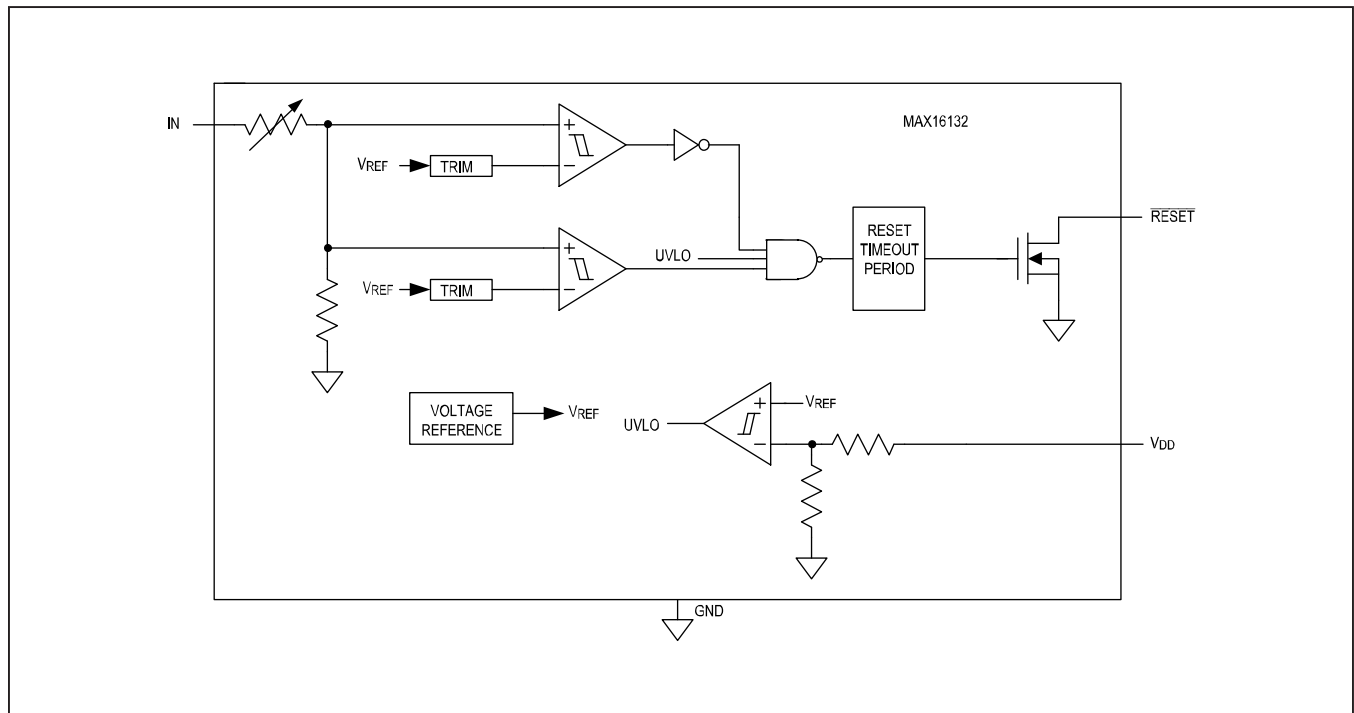 MAX16132
IN
+
VREF
TRIM
−
RESET
RESET
TIMEOUT
PERIOD
+
UVLO
VREF
TRIM
−
VOLTAGE
REFERENCE
VREF
UVLO
+
VREF
−
VDD
GND